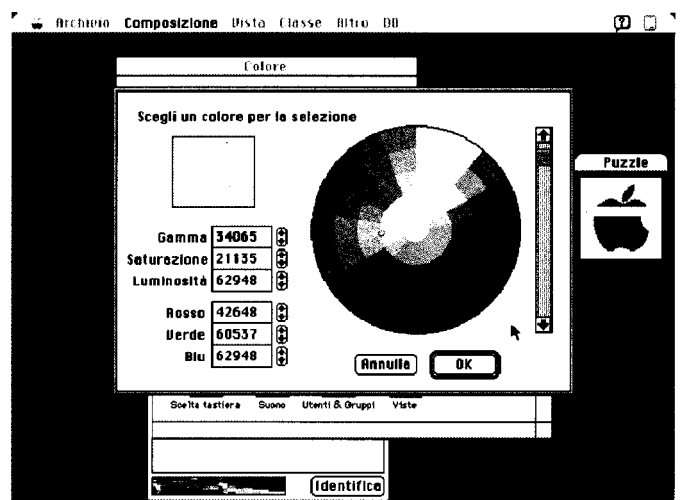 Archivio Composizione Vista Classe Altro DB
Colore
Scegli un colore per la selezione
Gamma 34065
Saturazione 21135
Luminosità 62948
Rosso 42648
Verde 60537
Blu 62948
Annulla OK
Puzzle
Scelta tastiera Suono Utenti & Gruppi Viste
Identifica